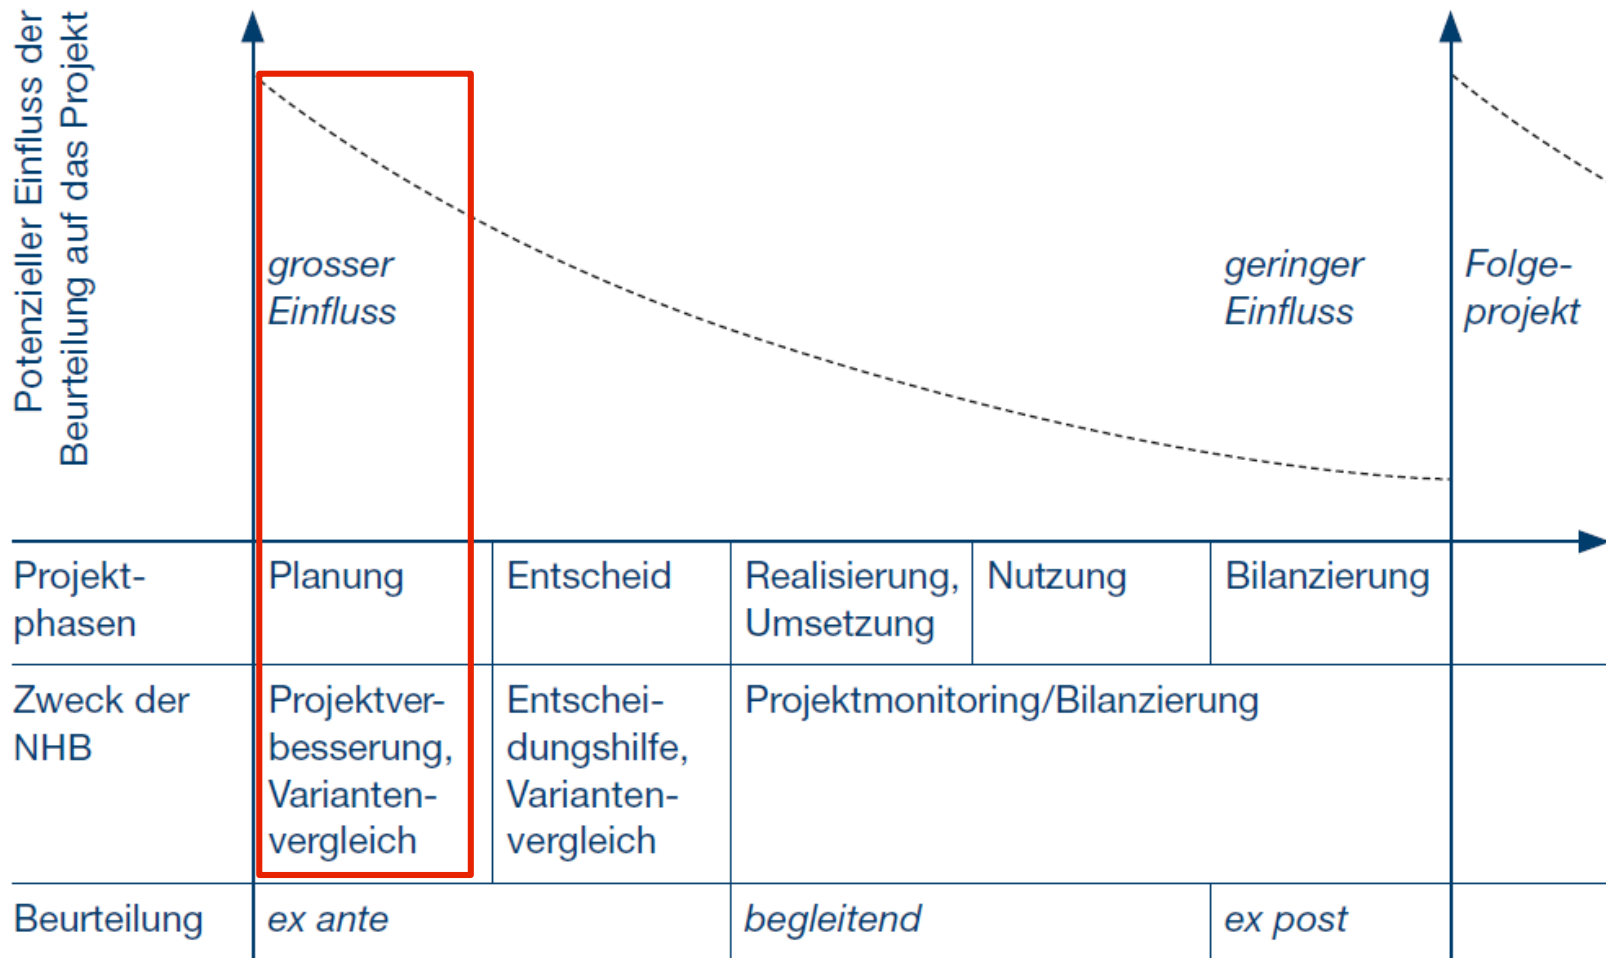 Potenzieller Einfluss der
Beurteilung auf das Projekt
grosser
Einfluss
geringer
Einfluss
Folge-
projekt
Projekt-
phasen
Planung
Entscheid
Realisierung,
Umsetzung
Nutzung
Bilanzierung
Zweck der
NHB
Projektver-
besserung,
Varianten-
vergleich
Entschei-
dungshilfe,
Varianten-
vergleich
Projektmonitoring/Bilanzierung
Beurteilung
ex ante
begleitend
ex post